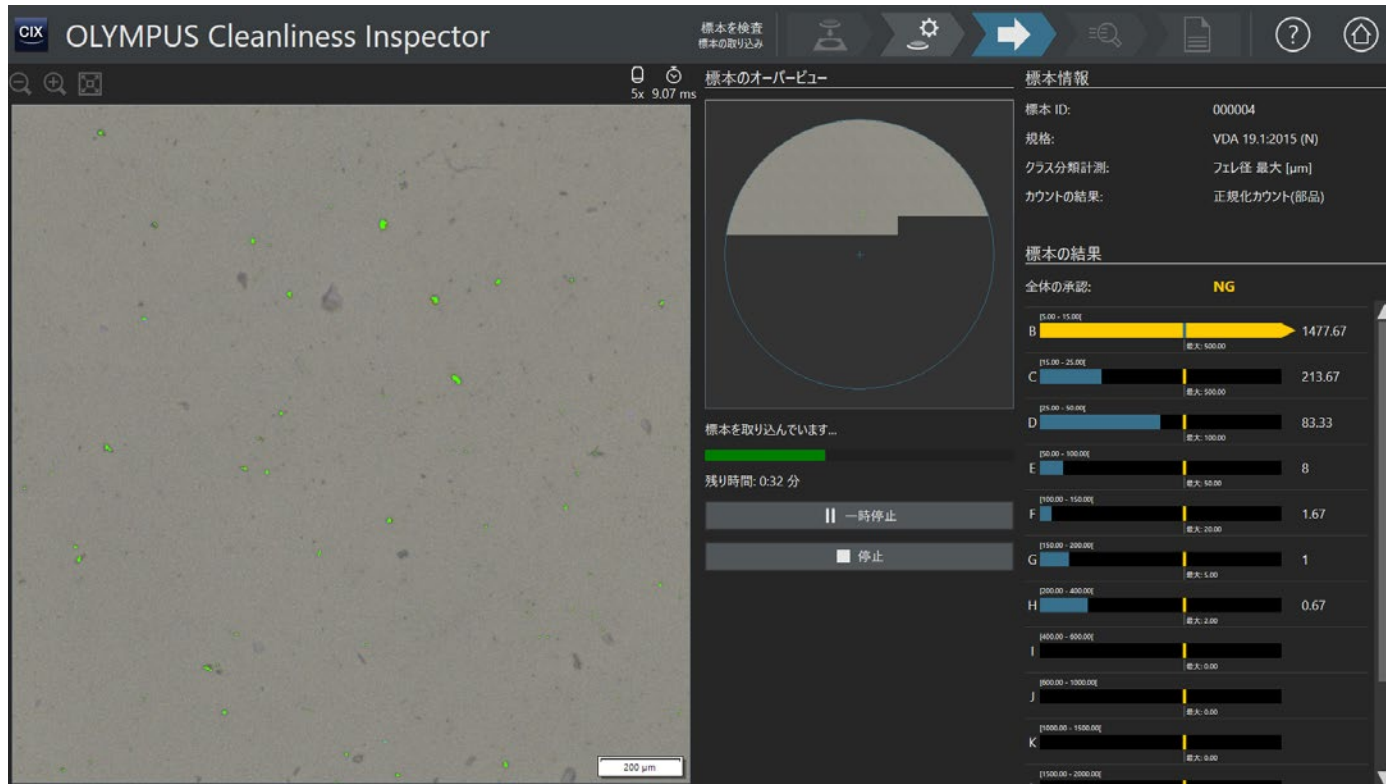 CIX
OLYMPUS Cleanliness Inspector
標本を検査
標本の取り込み
?
5x 9.07 ms
標本のオーバービュー
標本を取り込んでいます...
残り時間: 0:32 分
一時停止
停止
200 µm
標本情報
標本 ID: 000004
規格: VDA 19.1:2015 (N)
クラス分類計測: フェレ径 最大 [µm]
カウントの結果: 正規化カウント(部品)
標本の結果
全体の承認: NG
[5.00 - 15.00[
B 1477.67
最大: 500.00
[15.00 - 25.00[
C 213.67
最大: 500.00
[25.00 - 50.00[
D 83.33
最大: 100.00
[50.00 - 100.00[
E 8
最大: 50.00
[100.00 - 150.00[
F 1.67
最大: 20.00
[150.00 - 200.00[
G 1
最大: 5.00
[200.00 - 400.00[
H 0.67
最大: 2.00
[400.00 - 600.00[
I
最大: 0.00
[600.00 - 1000.00[
J
最大: 0.00
[1000.00 - 1500.00[
K
最大: 0.00
[1500.00 - 2000.00[